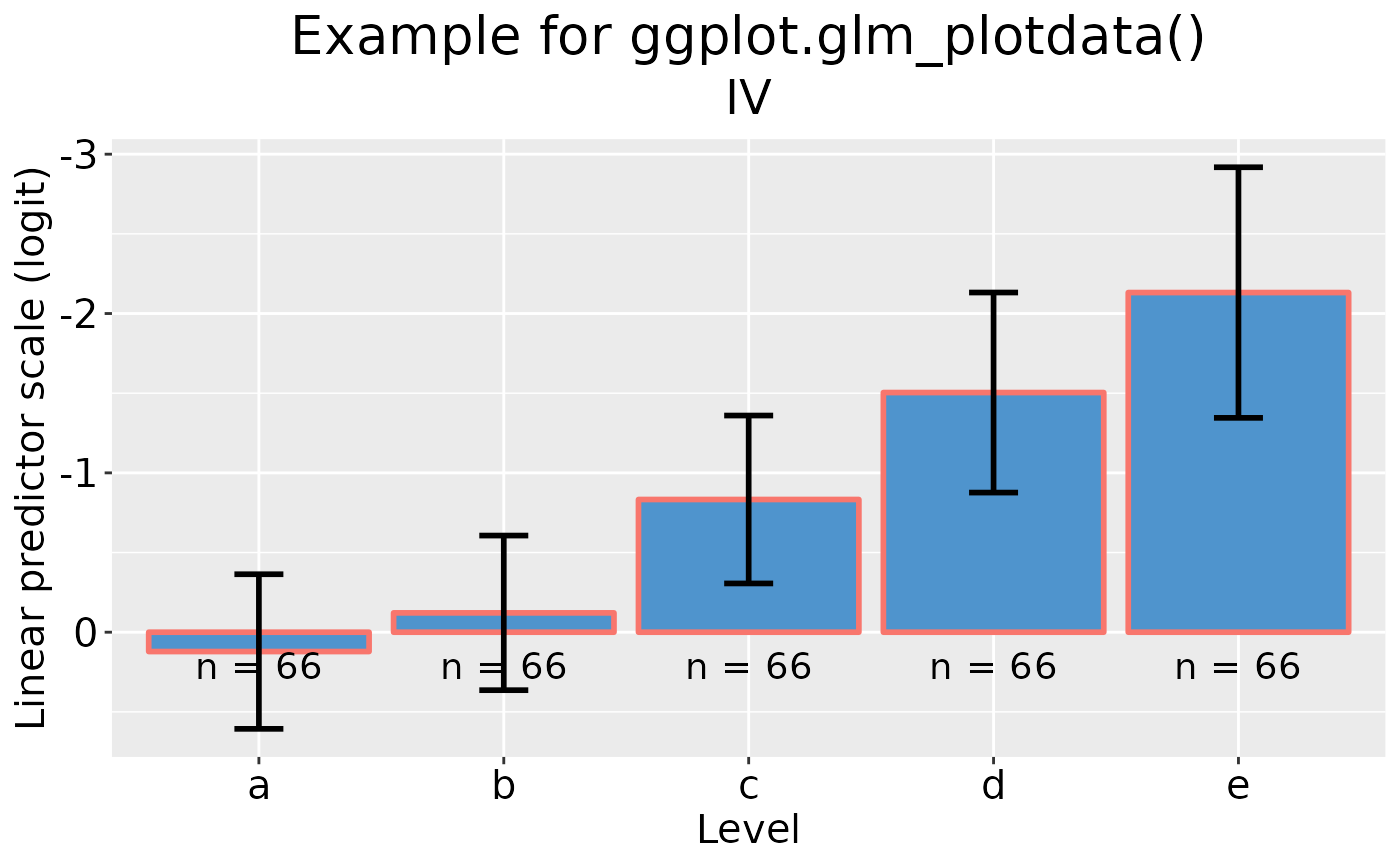 Example for ggplot.glm_plotdata()
IV
Linear predictor scale (logit)
-3
-2
-1
0
n = 66 n = 66 n = 66 n = 66 n = 66
a b c d e
Level